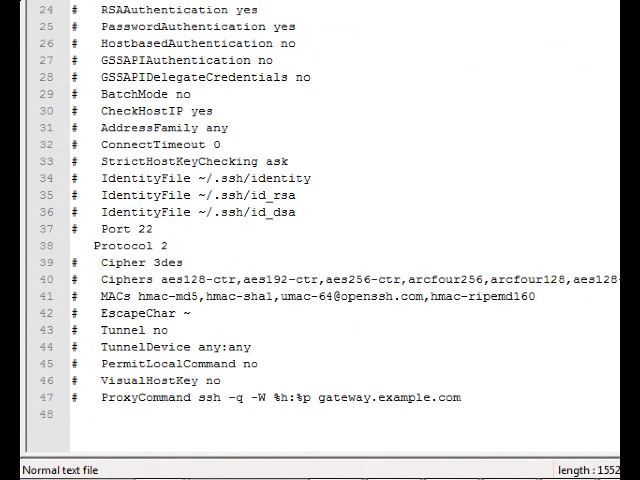 24 # RSAAuthentication yes
25 # PasswordAuthentication yes
26 # HostbasedAuthentication no
27 # GSSAPIAuthentication no
28 # GSSAPIDelegateCredentials no
29 # BatchMode no
30 # CheckHostIP yes
31 # AddressFamily any
32 # ConnectTimeout 0
33 # StrictHostKeyChecking ask
34 # IdentityFile ~/.ssh/identity
35 # IdentityFile ~/.ssh/id_rsa
36 # IdentityFile ~/.ssh/id_dsa
37 # Port 22
38 Protocol 2
39 # Cipher 3des
40 # Ciphers aes128-ctr,aes192-ctr,aes256-ctr,arcfour256,arcfour128,aes128-
41 # MACs hmac-md5,hmac-sha1,umac-64@openssh.com,hmac-ripemd160
42 # EscapeChar ~
43 # Tunnel no
44 # TunnelDevice any:any
45 # PermitLocalCommand no
46 # VisualHostKey no
47 # ProxyCommand ssh -q -W %h:%p gateway.example.com
48
Normal text file length : 1552